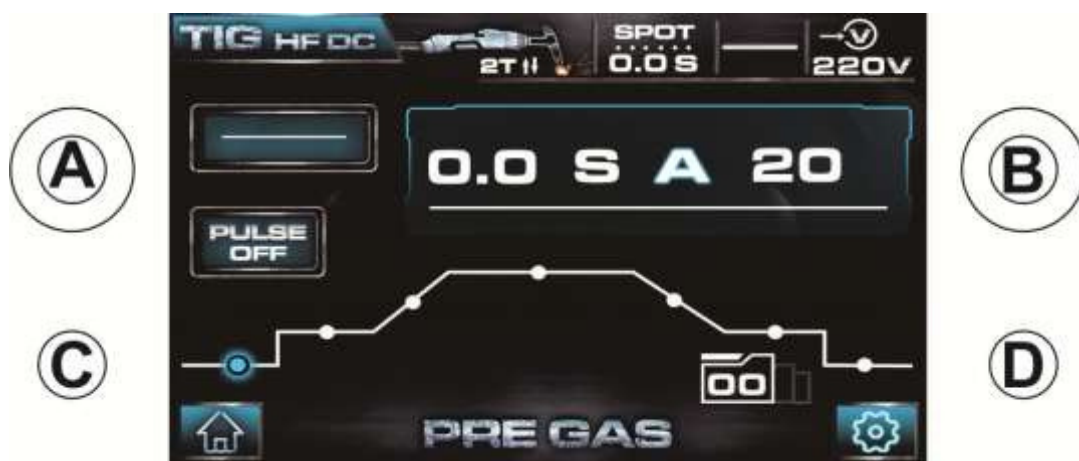 TIG HF DC
2T
SPOT
0.0 S
V
220V
A
B
0.0 S A 20
PULSE
OFF
C
D
00
PRE GAS